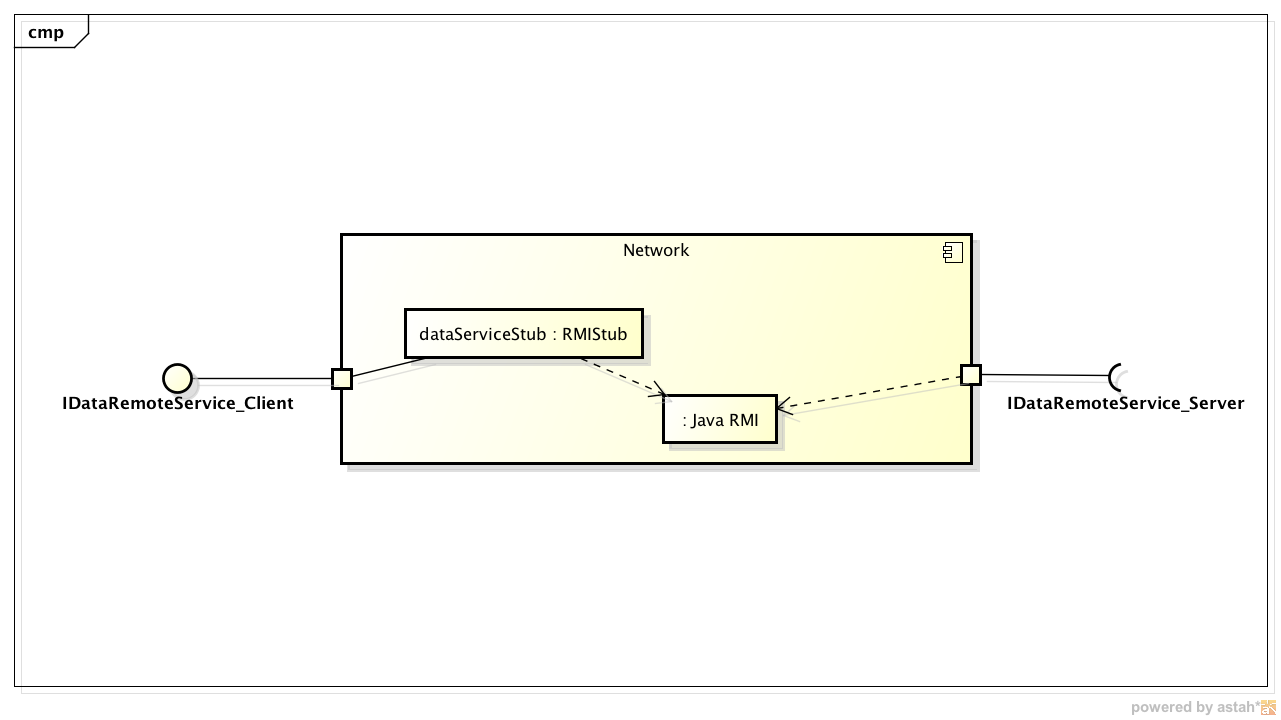 cmp
Network
dataServiceStub : RMIStub
IDataRemoteService_Client
IDataRemoteService_Server
: Java RMI
powered by astah*